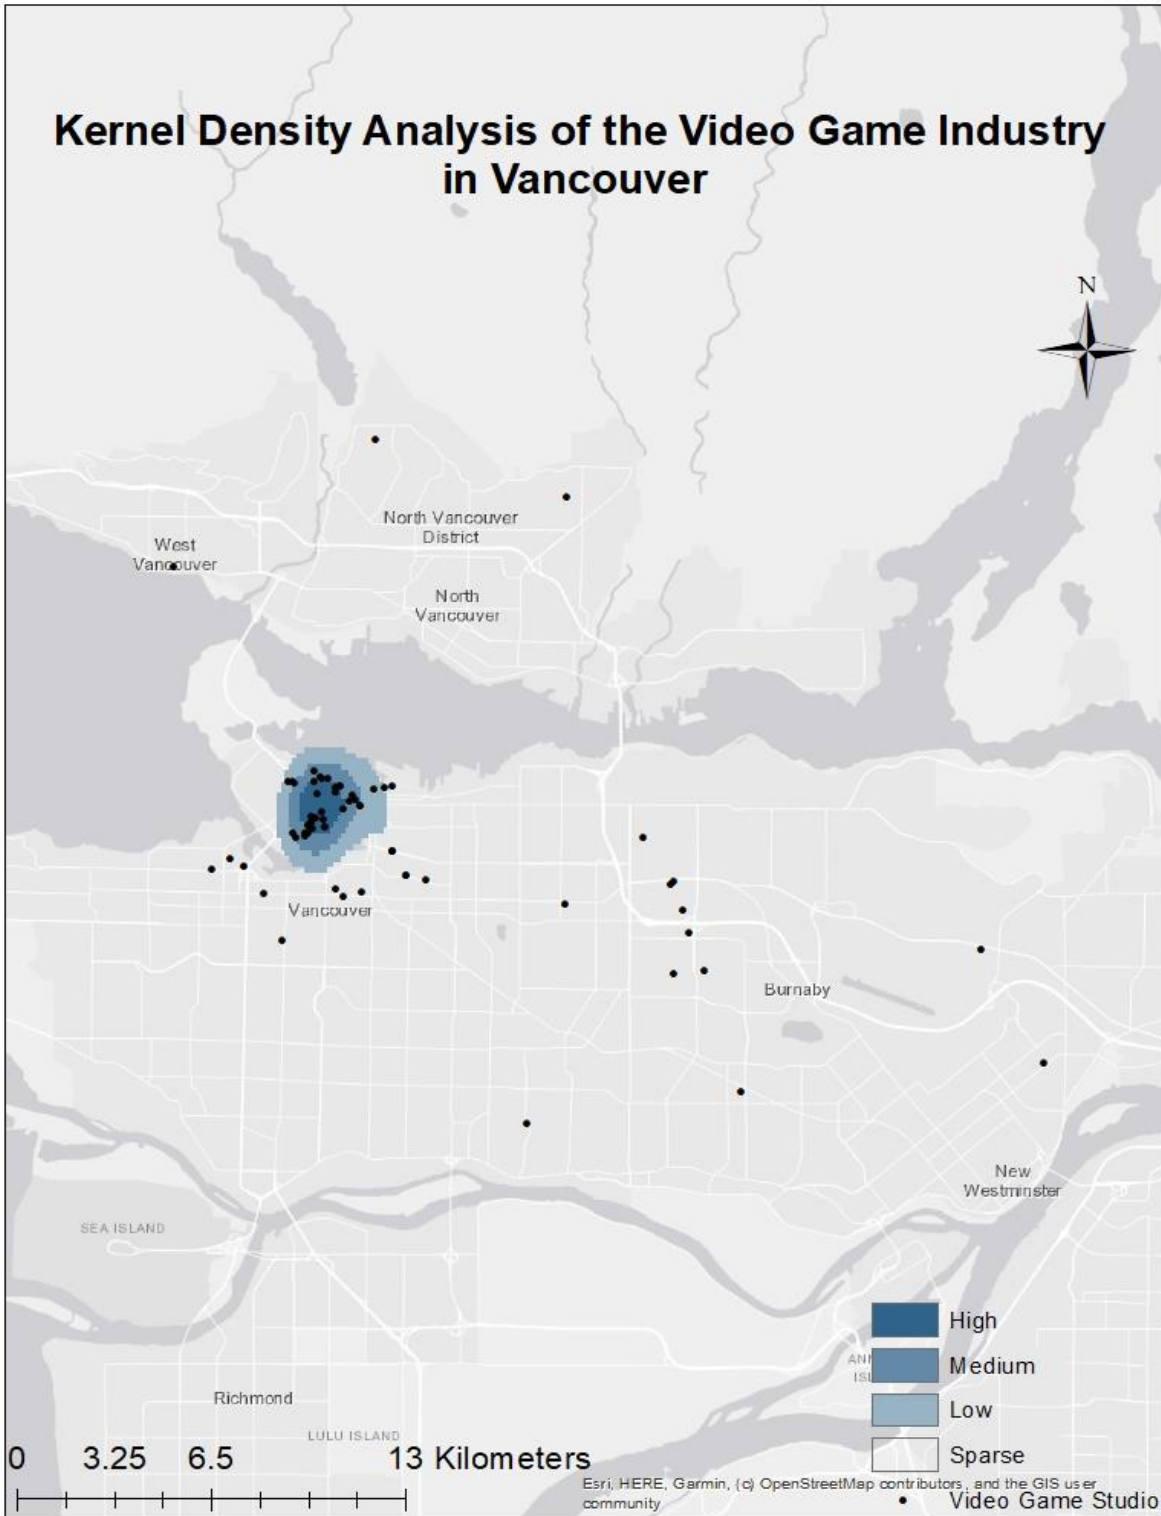 Kernel Density Analysis of the Video Game Industry
in Vancouver
N
North Vancouver
District
West
Vancouver
North
Vancouver
Vancouver
Burnaby
New
Westminster
SEA ISLAND
High
Medium
Low
Sparse
Video Game Studio
Richmond
LULU ISLAND
0 3.25 6.5 13 Kilometers
Esri, HERE, Garmin, (c) OpenStreetMap contributors, and the GIS user
community